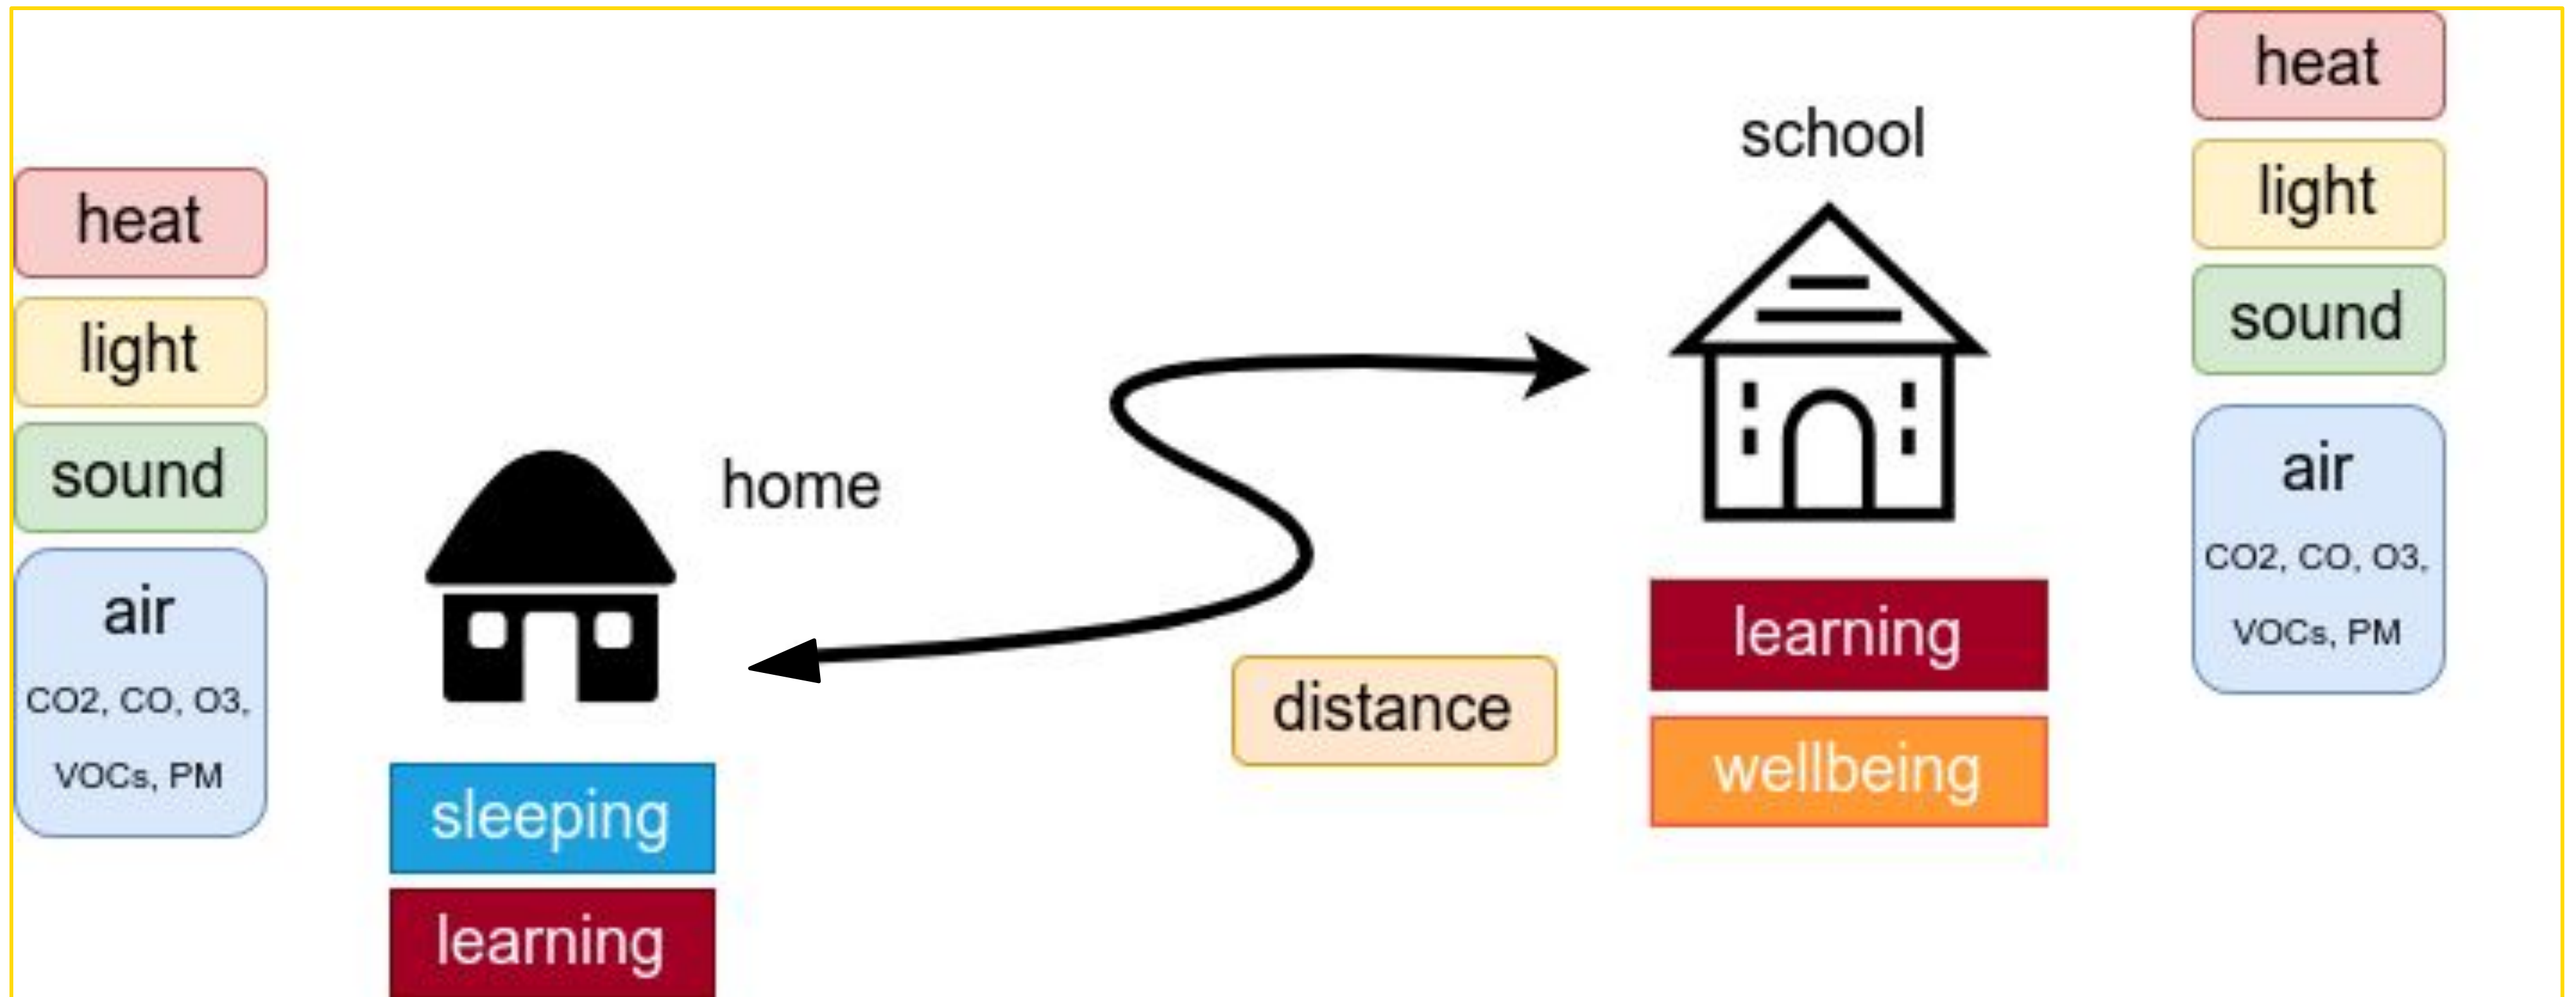 heat
light
sound
air
CO2, CO, O3,
VOCs, PM
home
sleeping
learning
distance
school
learning
wellbeing
heat
light
sound
air
CO2, CO, O3,
VOCs, PM